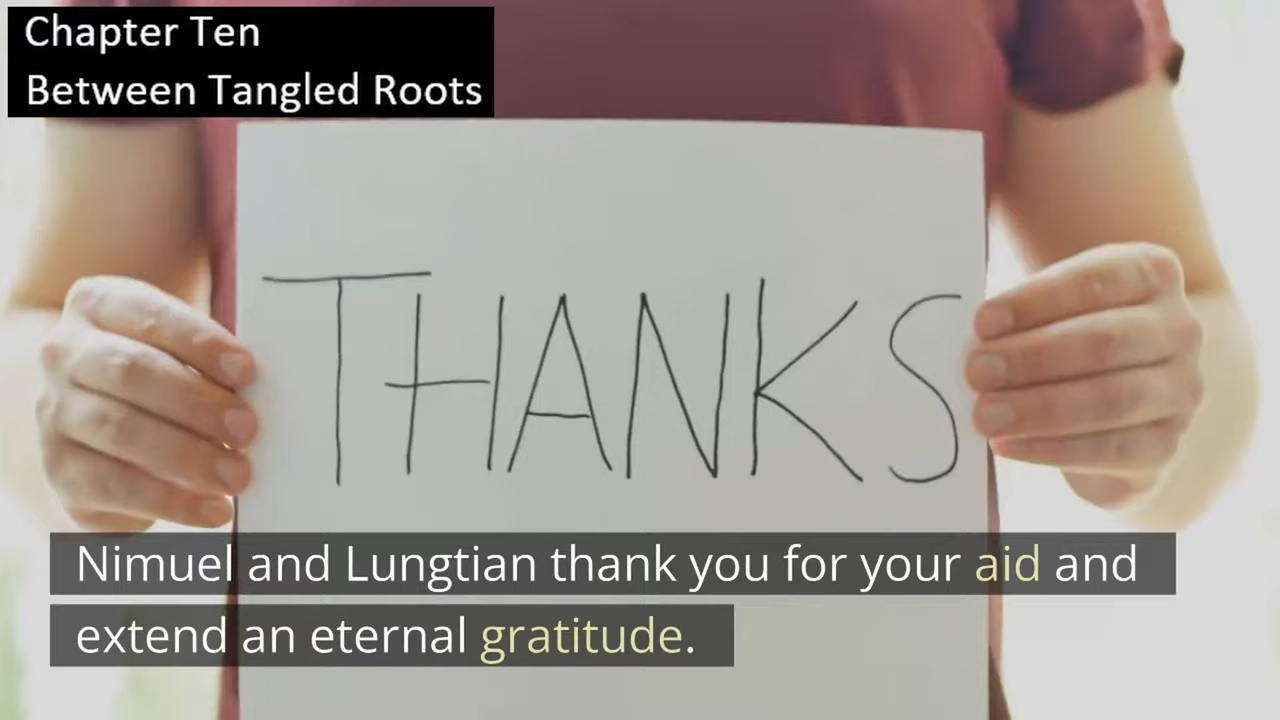 Chapter Ten
Between Tangled Roots
THANKS
Nimuel and Lungtian thank you for your aid and
extend an eternal gratitude.